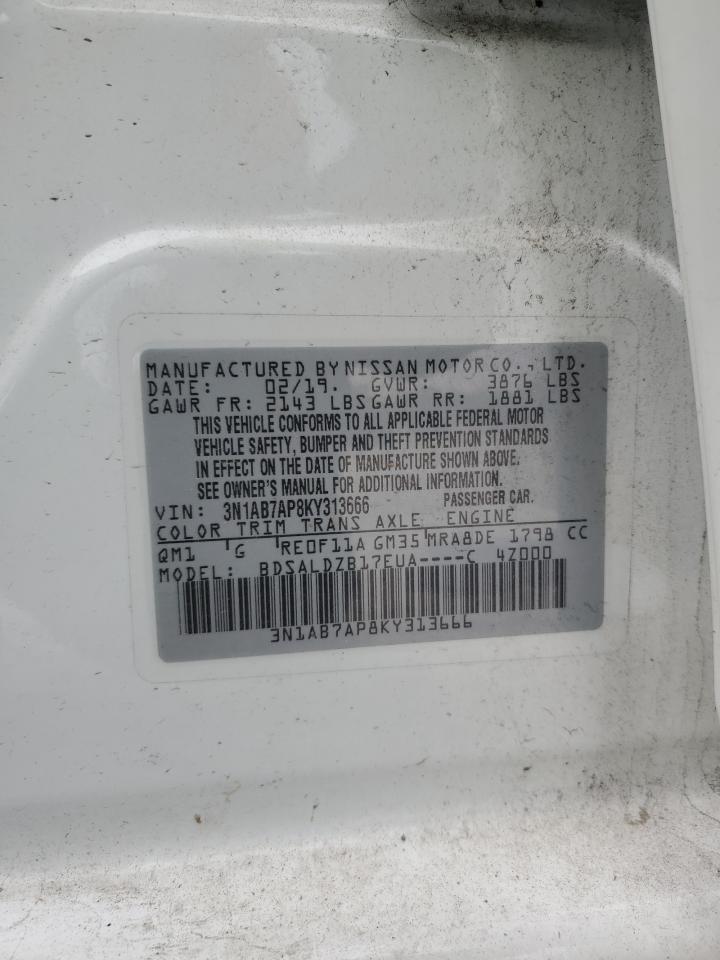 MANUFACTURED BY NISSAN MOTOR CO., LTD.
DATE: 02/19. GVWR: 3876 LBS
GAWR FR: 2143 LBS GAWR RR: 1881 LBS
THIS VEHICLE CONFORMS TO ALL APPLICABLE FEDERAL MOTOR
VEHICLE SAFETY, BUMPER AND THEFT PREVENTION STANDARDS
IN EFFECT ON THE DATE OF MANUFACTURE SHOWN ABOVE.
SEE OWNER'S MANUAL FOR ADDITIONAL INFORMATION.
VIN: 3N1AB7AP8KY313666 PASSENGER CAR.
COLOR TRIM TRANS AXLE ENGINE
QM1 G RE0F11A GM35 MRA8DE 1798 CC
MODEL: BDSALDZB17EUA----C 4Z000
3N1AB7AP8KY313666